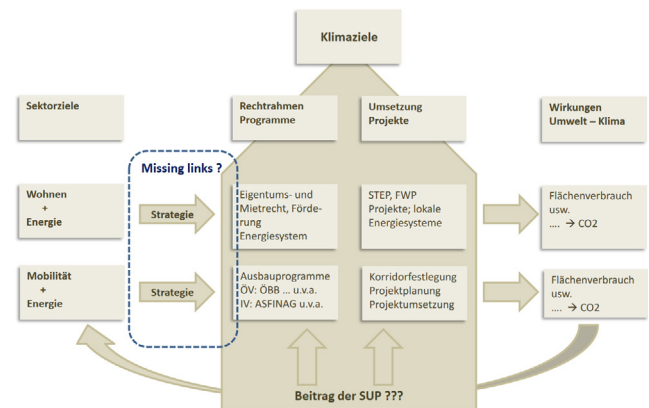 Klimaziele
Sektorziele
Rechtrahmen
Programme
Umsetzung
Projekte
Wirkungen
Umwelt – Klima
Missing links ?
Wohnen
+
Energie
Strategie
Eigentums- und
Mietrecht, Förde-
rung
Energiesystem
STEP, FWP
Projekte; lokale
Energiesysteme
Flächenverbrauch
usw.
.... → CO2
Mobilität
+
Energie
Strategie
Ausbauprogramme
ÖV: ÖBB ... u.v.a.
IV: ASFINAG u.v.a.
Korridorfestlegung
Projektplanung
Projektumsetzung
Flächenverbrauch
usw.
.... → CO2
Beitrag der SUP ???